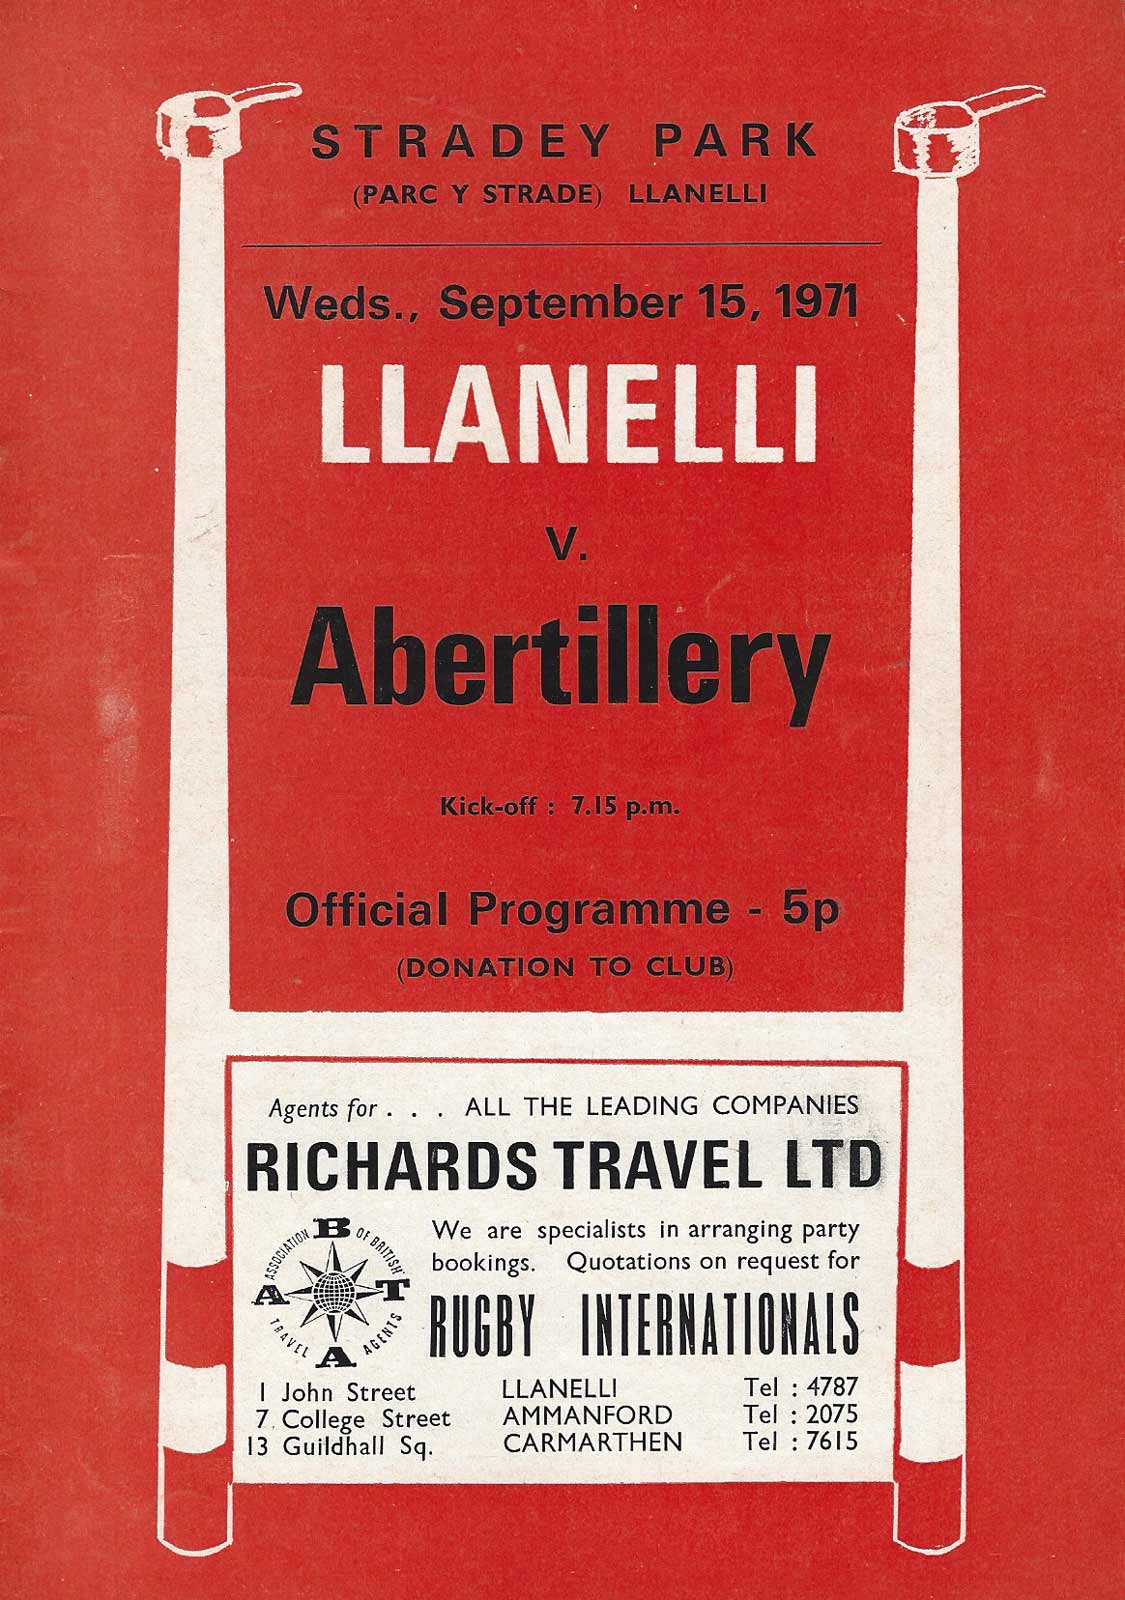 STRADEY PARK
(PARC Y STRADE) LLANELLI
Weds., September 15, 1971
LLANELLI
v.
Abertillery
Kick-off : 7.15 p.m.
Official Programme - 5p
(DONATION TO CLUB)
Agents for . . . ALL THE LEADING COMPANIES
RICHARDS TRAVEL LTD
ABTA
ASSOCIATION OF BRITISH TRAVEL AGENTS
We are specialists in arranging party
bookings. Quotations on request for
RUGBY INTERNATIONALS
1 John Street LLANELLI Tel : 4787
7. College Street AMMANFORD Tel : 2075
13 Guildhall Sq. CARMARTHEN Tel : 7615